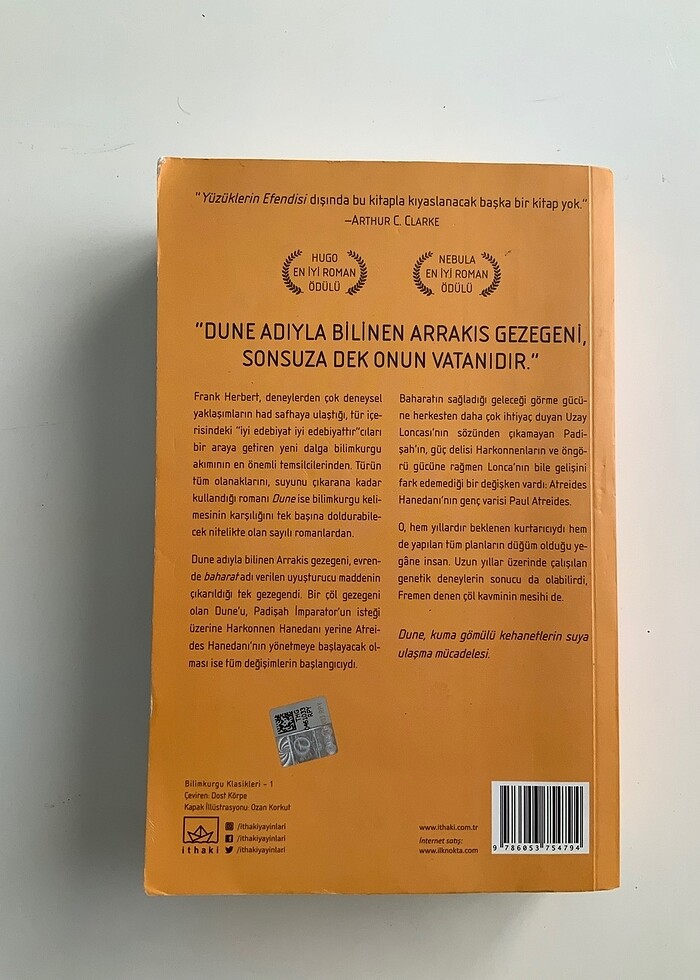 "Yüzüklerin Efendisi dışında bu kitapla kıyaslanacak başka bir kitap yok."
–ARTHUR C. CLARKE
HUGO
EN İYİ ROMAN
ÖDÜLÜ
NEBULA
EN İYİ ROMAN
ÖDÜLÜ
"DUNE ADIYLA BİLİNEN ARRAKIS GEZEGENİ,
SONSUZA DEK ONUN VATANIDIR."
Frank Herbert, deneylerden çok deneysel
yaklaşımların had safhaya ulaştığı, tür içe-
risindeki "iyi edebiyat iyi edebiyattır"cıları
bir araya getiren yeni dalga bilimkurgu
akımının en önemli temsilcilerinden. Türün
tüm olanaklarını, suyunu çıkarana kadar
kullandığı romanı Dune ise bilimkurgu keli-
mesinin karşılığını tek başına doldurabile-
cek nitelikte olan sayılı romanlardan.
Dune adıyla bilinen Arrakis gezegeni, evren-
de baharat adı verilen uyuşturucu maddenin
çıkarıldığı tek gezegendi. Bir çöl gezegeni
olan Dune'u, Padişah İmparator'un isteği
üzerine Harkonnen Hanedanı yerine Atrei-
des Hanedanı'nın yönetmeye başlayacak ol-
ması ise tüm değişimlerin başlangıcıydı.
Baharatın sağladığı geleceği görme gücü-
ne herkesten daha çok ihtiyaç duyan Uzay
Loncası'nın sözünden çıkamayan Padi-
şah'ın, güç delisi Harkonnenların ve öngö-
rü gücüne rağmen Lonca'nın bile gelişini
fark edemediği bir değişken vardı: Atreides
Hanedanı'nın genç varisi Paul Atreides.
O, hem yıllardır beklenen kurtarıcıydı hem
de yapılan tüm planların düğüm olduğu ye-
gâne insan. Uzun yıllar üzerinde çalışılan
genetik deneylerin sonucu da olabilirdi,
Fremen denen çöl kavminin mesihi de.
Dune, kuma gömülü kehanetlerin suya
ulaşma mücadelesi.
Bilimkurgu Klasikleri – 1
Çeviren: Dost Körpe
Kapak İllüstrasyonu: Ozan Korkut
ithaki
/ithakiyayinlari
/ithakiyayinlari
/ithakiyayinlari
www.ithaki.com.tr
İnternet satış:
www.ilknokta.com
9 786053 754794